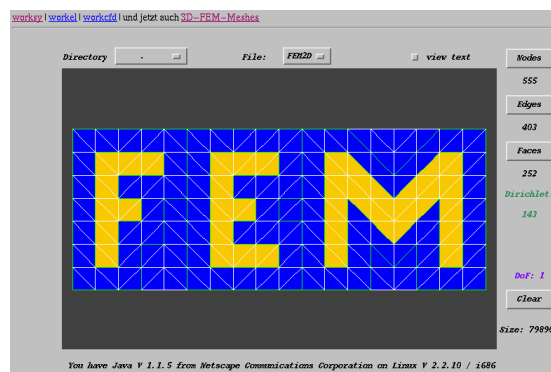 worksy | workel | workcfd | und jetzt auch 3D-FEM-Meshes
Directory . File: FEM2D view text
Nodes
555
Edges
403
Faces
252
Dirichlet
143
DoF: 1
Clear
Size: 79890
FEM
You have Java V 1.1.5 from Netscape Communications Corporation on Linux V 2.2.10 / i686